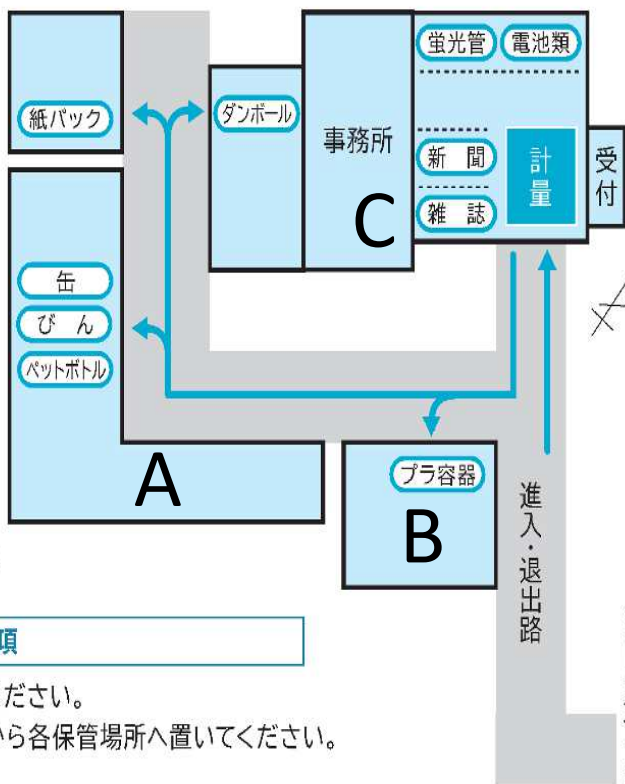 蛍光管
電池類
紙パック
ダンボール
事務所
新聞
計量
受付
雑誌
C
缶
びん
ペットボトル
プラ容器
A
B
進入・退出路
項
ださい。
から各保管場所へ置いてください。